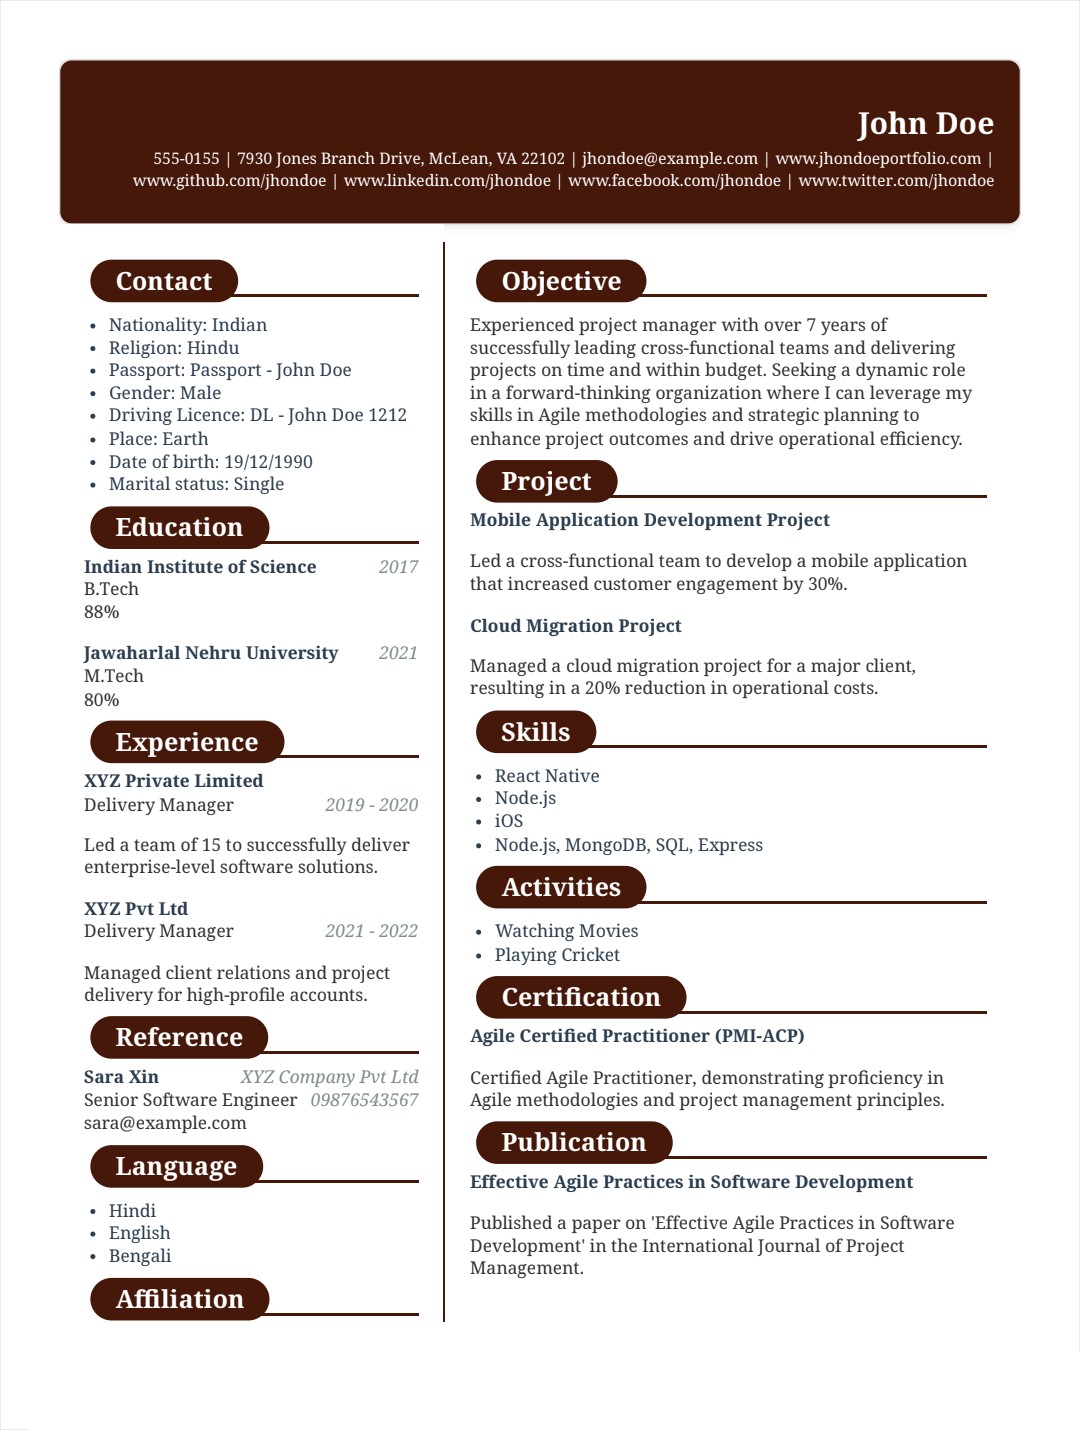 John Doe
555-0155 | 7930 Jones Branch Drive, McLean, VA 22102 | jhondoe@example.com | www.jhondoeportfolio.com |
www.github.com/jhondoe | www.linkedin.com/jhondoe | www.facebook.com/jhondoe | www.twitter.com/jhondoe
Contact
• Nationality: Indian
• Religion: Hindu
• Passport: Passport - John Doe
• Gender: Male
• Driving Licence: DL - John Doe 1212
• Place: Earth
• Date of birth: 19/12/1990
• Marital status: Single
Education
Indian Institute of Science 2017
B.Tech
88%
Jawaharlal Nehru University 2021
M.Tech
80%
Experience
XYZ Private Limited
Delivery Manager 2019 - 2020
Led a team of 15 to successfully deliver
enterprise-level software solutions.
XYZ Pvt Ltd
Delivery Manager 2021 - 2022
Managed client relations and project
delivery for high-profile accounts.
Reference
Sara Xin XYZ Company Pvt Ltd
Senior Software Engineer 09876543567
sara@example.com
Language
• Hindi
• English
• Bengali
Affiliation
Objective
Experienced project manager with over 7 years of
successfully leading cross-functional teams and delivering
projects on time and within budget. Seeking a dynamic role
in a forward-thinking organization where I can leverage my
skills in Agile methodologies and strategic planning to
enhance project outcomes and drive operational efficiency.
Project
Mobile Application Development Project
Led a cross-functional team to develop a mobile application
that increased customer engagement by 30%.
Cloud Migration Project
Managed a cloud migration project for a major client,
resulting in a 20% reduction in operational costs.
Skills
• React Native
• Node.js
• iOS
• Node.js, MongoDB, SQL, Express
Activities
• Watching Movies
• Playing Cricket
Certification
Agile Certified Practitioner (PMI-ACP)
Certified Agile Practitioner, demonstrating proficiency in
Agile methodologies and project management principles.
Publication
Effective Agile Practices in Software Development
Published a paper on 'Effective Agile Practices in Software
Development' in the International Journal of Project
Management.